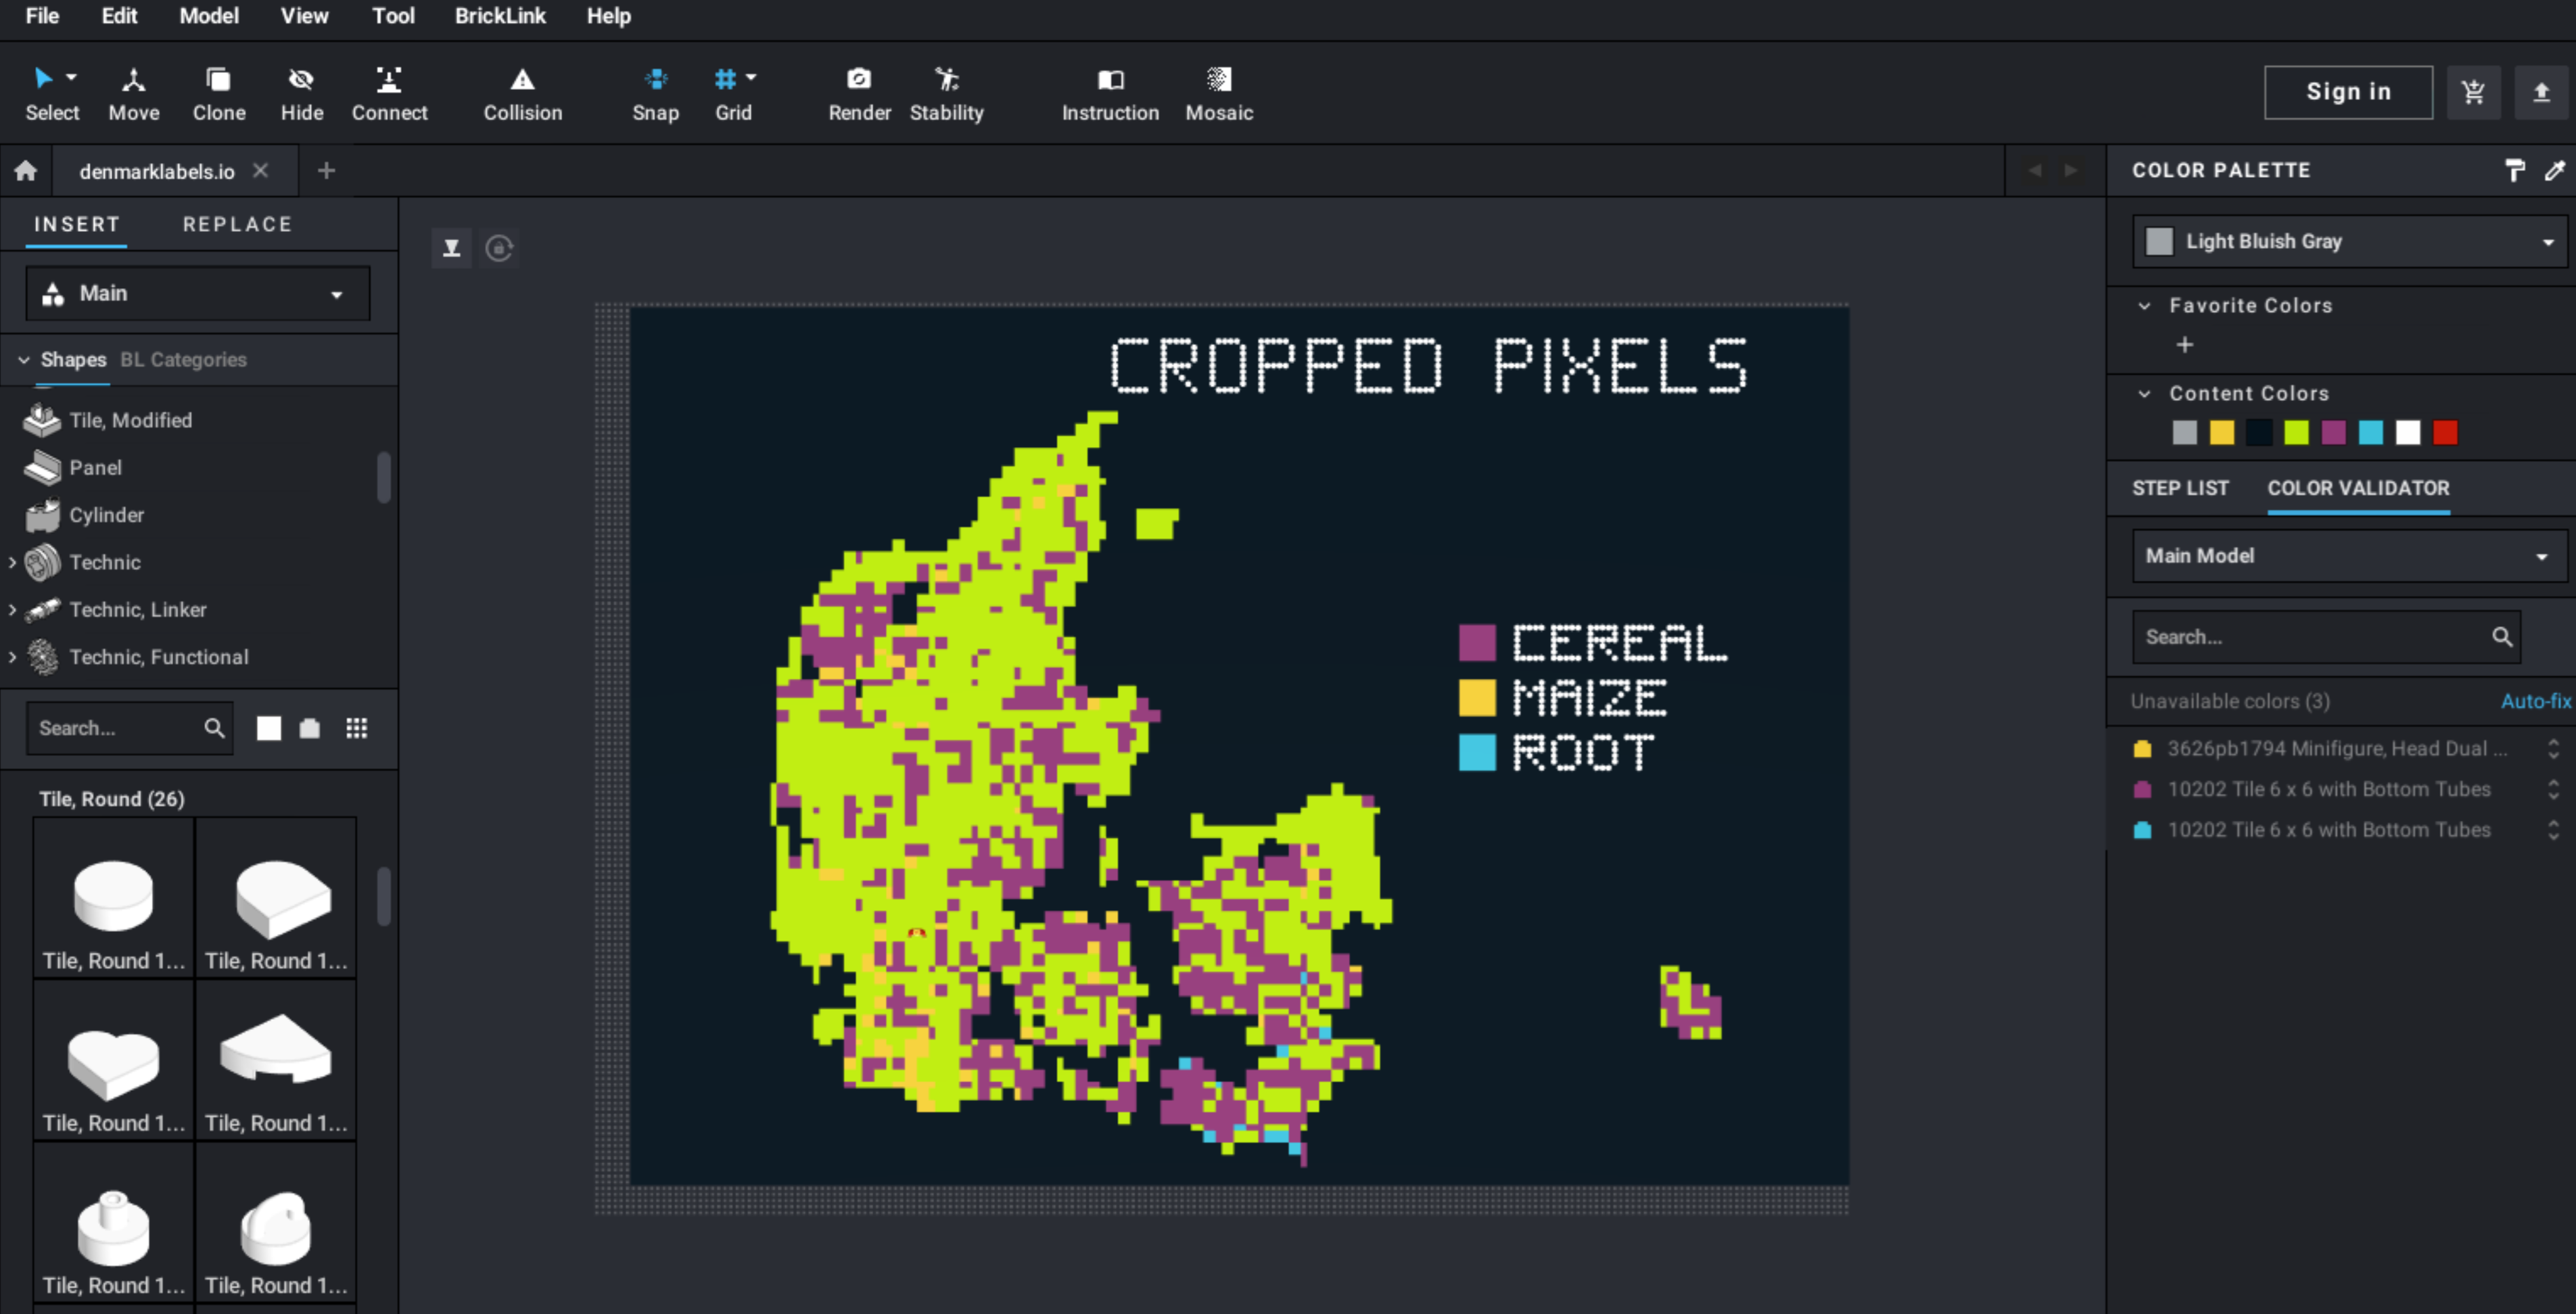 File Edit Model View Tool BrickLink Help
Select Move Clone Hide Connect Collision Snap Grid Render Stability Instruction Mosaic Sign in
denmarklabels.io
INSERT REPLACE
Main
Shapes BL Categories
Tile, Modified
Panel
Cylinder
Technic
Technic, Linker
Technic, Functional
Search...
Tile, Round (26)
Tile, Round 1... Tile, Round 1...
Tile, Round 1... Tile, Round 1...
Tile, Round 1... Tile, Round 1...
CROPPED PIXELS
CEREAL
MAIZE
ROOT
COLOR PALETTE
Light Bluish Gray
Favorite Colors
Content Colors
STEP LIST COLOR VALIDATOR
Main Model
Search...
Unavailable colors (3) Auto-fix
3626pb1794 Minifigure, Head Dual ...
10202 Tile 6 x 6 with Bottom Tubes
10202 Tile 6 x 6 with Bottom Tubes